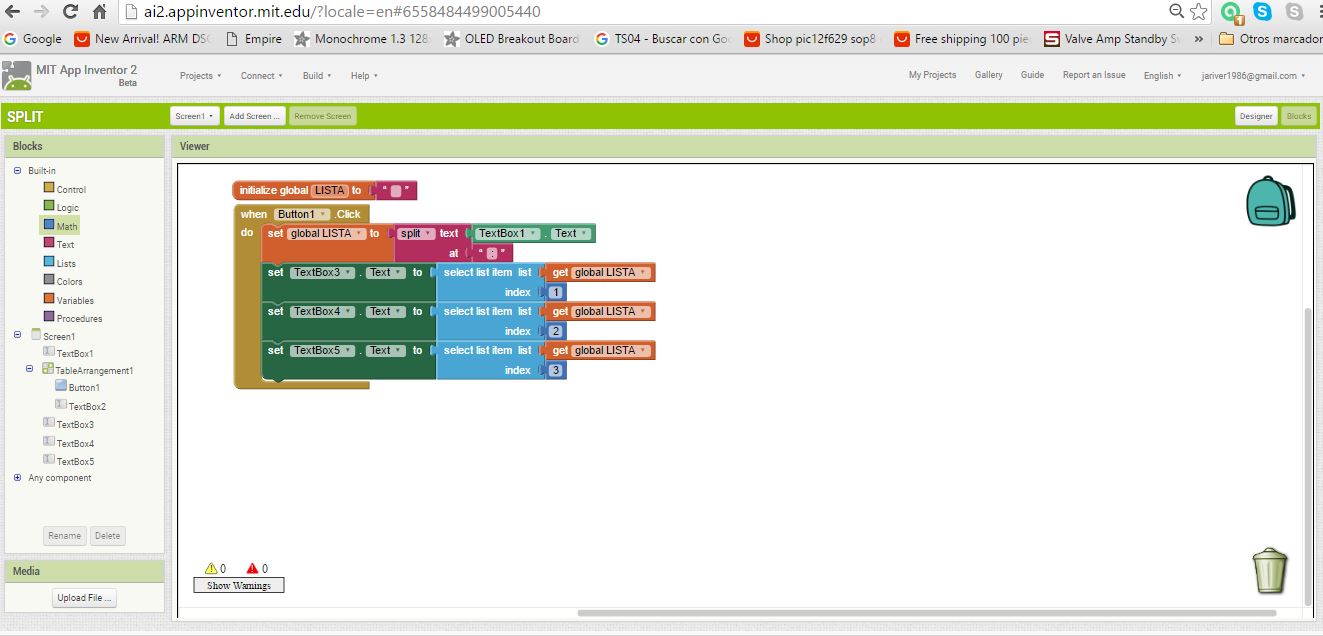 ai2.appinventor.mit.edu/?locale=en#6558484499005440
Google New Arrival! ARM DSO Empire Monochrome 1.3 128 OLED Breakout Board TS04 - Buscar con Goo Shop pic12f629 sop8 Free shipping 100 pie Valve Amp Standby Sw » Otros marcador
MIT App Inventor 2
Beta
Projects Connect Build Help My Projects Gallery Guide Report an Issue English jariver1986@gmail.com
SPLIT Screen1 Add Screen ... Remove Screen Designer Blocks
Blocks Viewer
Built-in
Control
Logic
Math
Text
Lists
Colors
Variables
Procedures
Screen1
TextBox1
TableArrangement1
Button1
TextBox2
TextBox3
TextBox4
TextBox5
Any component
Rename Delete
Media
Upload File ...
initialize global LISTA to “ ”
when Button1 .Click
do set global LISTA to split text TextBox1 . Text
at “ : ”
set TextBox3 . Text to select list item list get global LISTA
index 1
set TextBox4 . Text to select list item list get global LISTA
index 2
set TextBox5 . Text to select list item list get global LISTA
index 3
0 0
Show Warnings